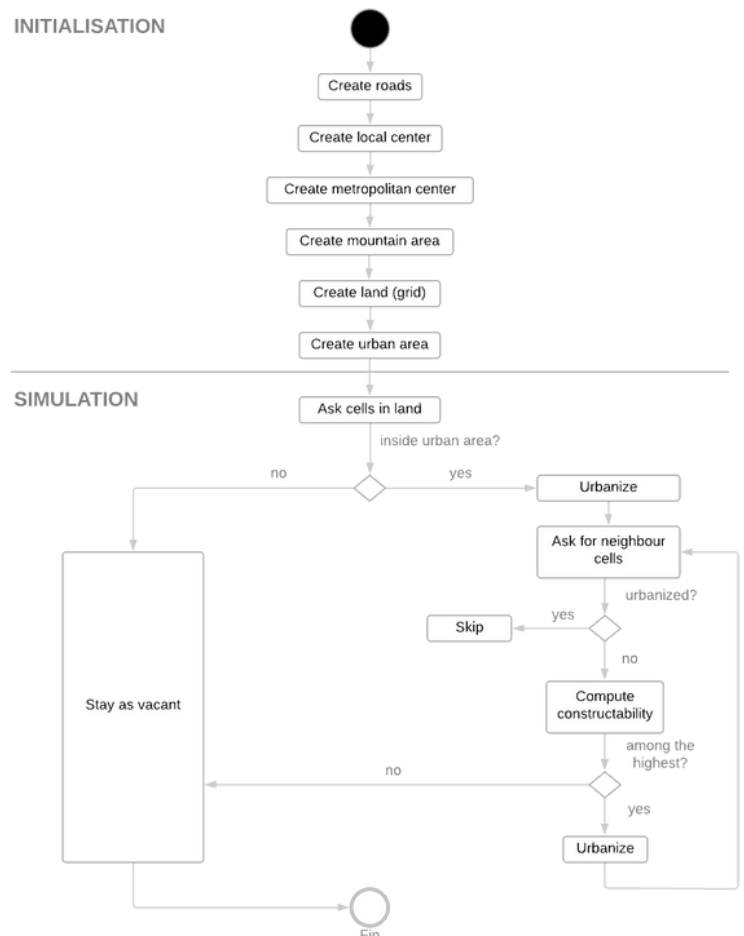 INITIALISATION
Create roads
Create local center
Create metropolitan center
Create mountain area
Create land (grid)
Create urban area
SIMULATION
Ask cells in land
inside urban area?
no
yes
Urbanize
Ask for neighbour
cells
urbanized?
yes
Skip
no
Compute
constructability
Stay as vacant
among the
highest?
no
yes
Urbanize
Fin